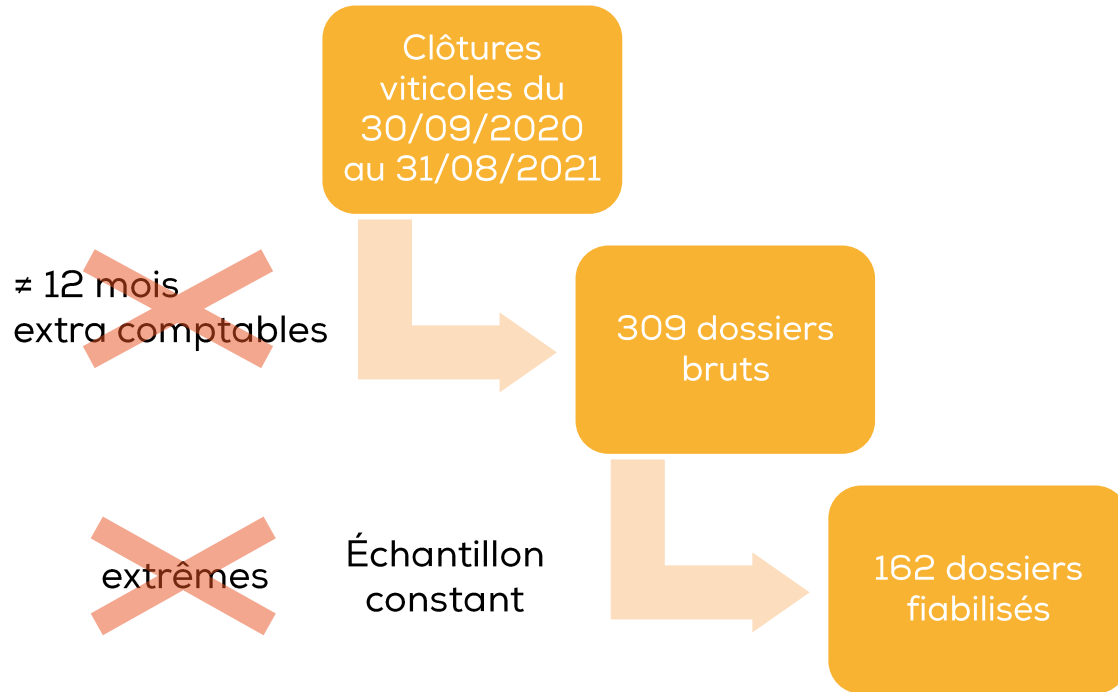 Clôtures
viticoles du
30/09/2020
au 31/08/2021
≠ 12 mois
extra comptables
309 dossiers
bruts
extrêmes
Échantillon
constant
162 dossiers
fiabilisés